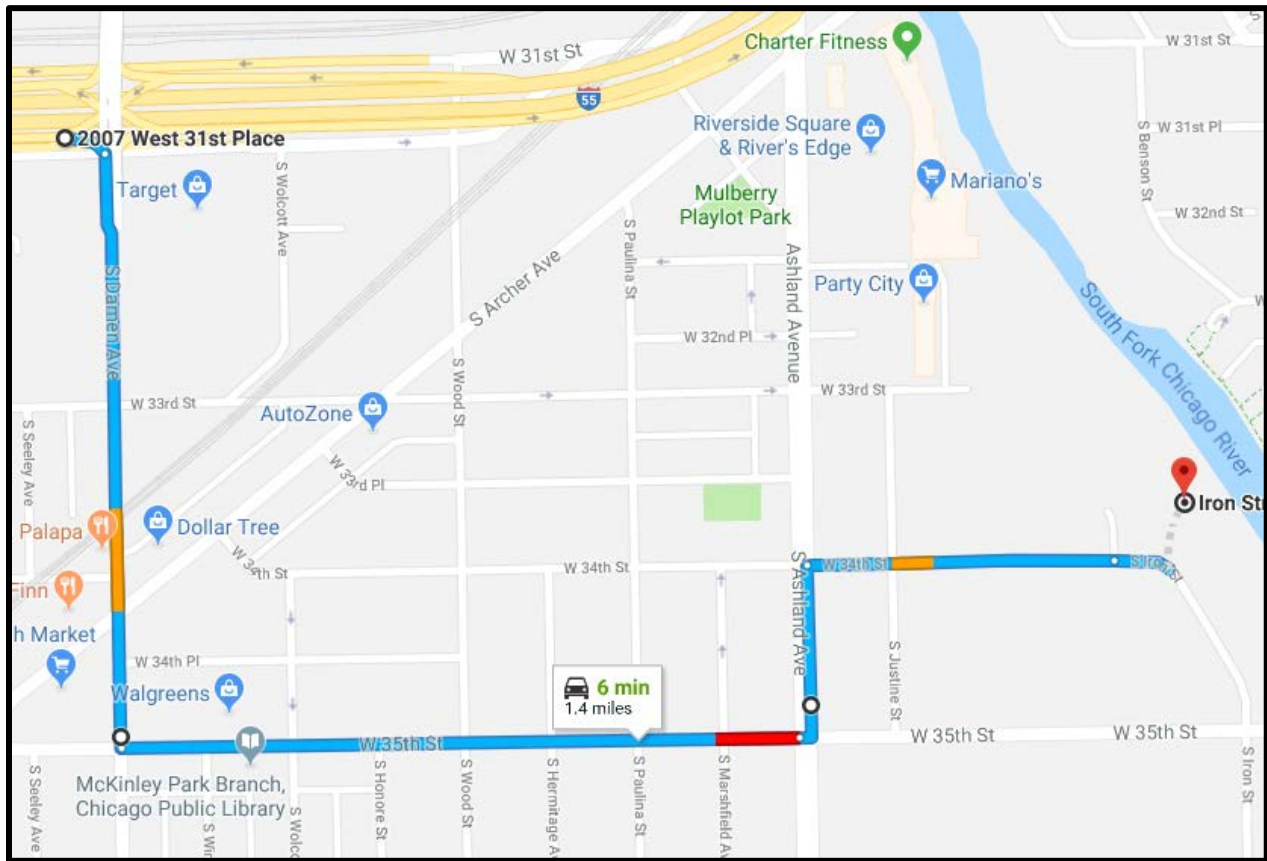 W 31st St
55
Charter Fitness
W 31st St
2007 West 31st Place
Target
S Wolcott Ave
Riverside Square
& River's Edge
Mariano's
S Benson St
W 31st Pl
Mulberry
Playlot Park
W 32nd St
S Damen Ave
S Archer Ave
S Paulina St
Ashland Avenue
Party City
South Fork Chicago River
W 32nd Pl
W 33rd St
AutoZone
S Wood St
W 33rd St
S Seeley Ave
W 33rd Pl
Iron Str
Palapa
Dollar Tree
W 34th St
W 34th St
S Ashland Ave
W 34th St
S Iron St
Finn
h Market
W 34th Pl
Walgreens
6 min
1.4 miles
S Justine St
W 35th St
W 35th St
W 35th St
McKinley Park Branch,
Chicago Public Library
S Seeley Ave
S Win
S Wolco
S Honore St
S Wood St
S Hermitage A
S Paulina St
S Marshfield Av
S Iron St